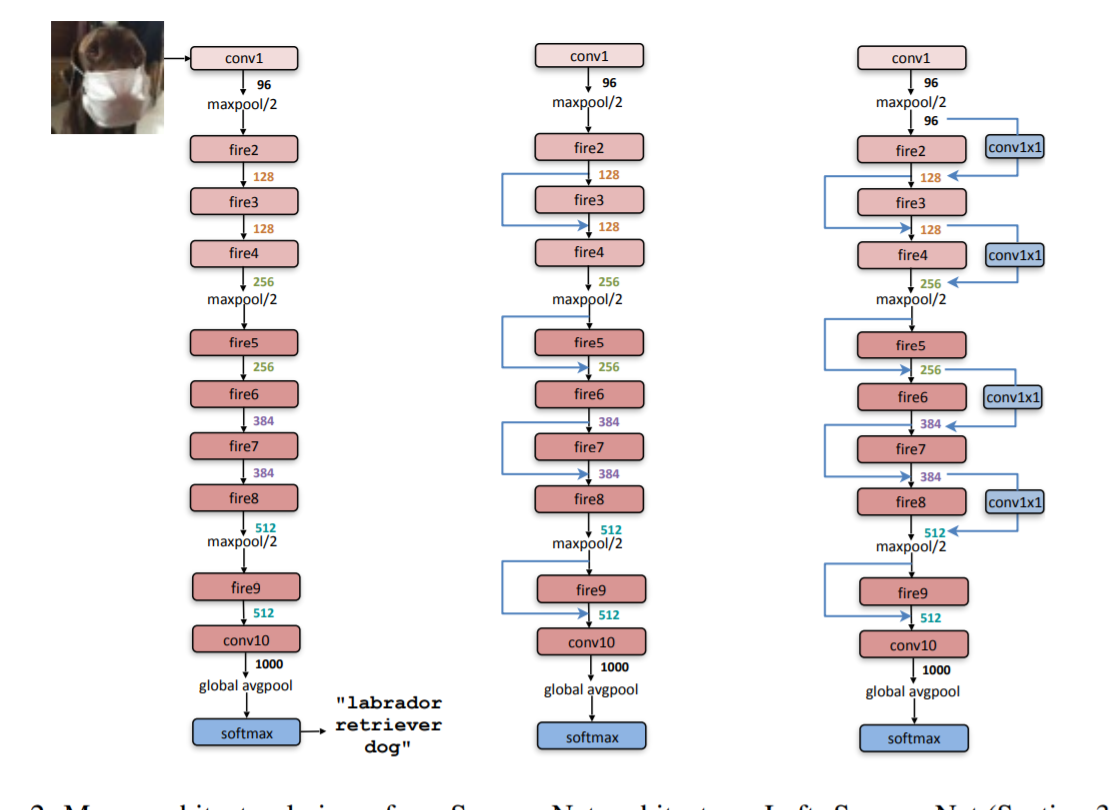 conv1
96
maxpool/2
fire2
128
fire3
128
fire4
256
maxpool/2
fire5
256
fire6
384
fire7
384
fire8
512
maxpool/2
fire9
512
conv10
1000
global avgpool
softmax
"labrador
retriever
dog"
conv1
96
maxpool/2
fire2
128
fire3
128
fire4
256
maxpool/2
fire5
256
fire6
384
fire7
384
fire8
512
maxpool/2
fire9
512
conv10
1000
global avgpool
softmax
conv1
96
maxpool/2
96
conv1x1
fire2
128
fire3
128
conv1x1
fire4
256
maxpool/2
fire5
256
conv1x1
fire6
384
fire7
384
conv1x1
fire8
512
maxpool/2
fire9
512
conv10
1000
global avgpool
softmax